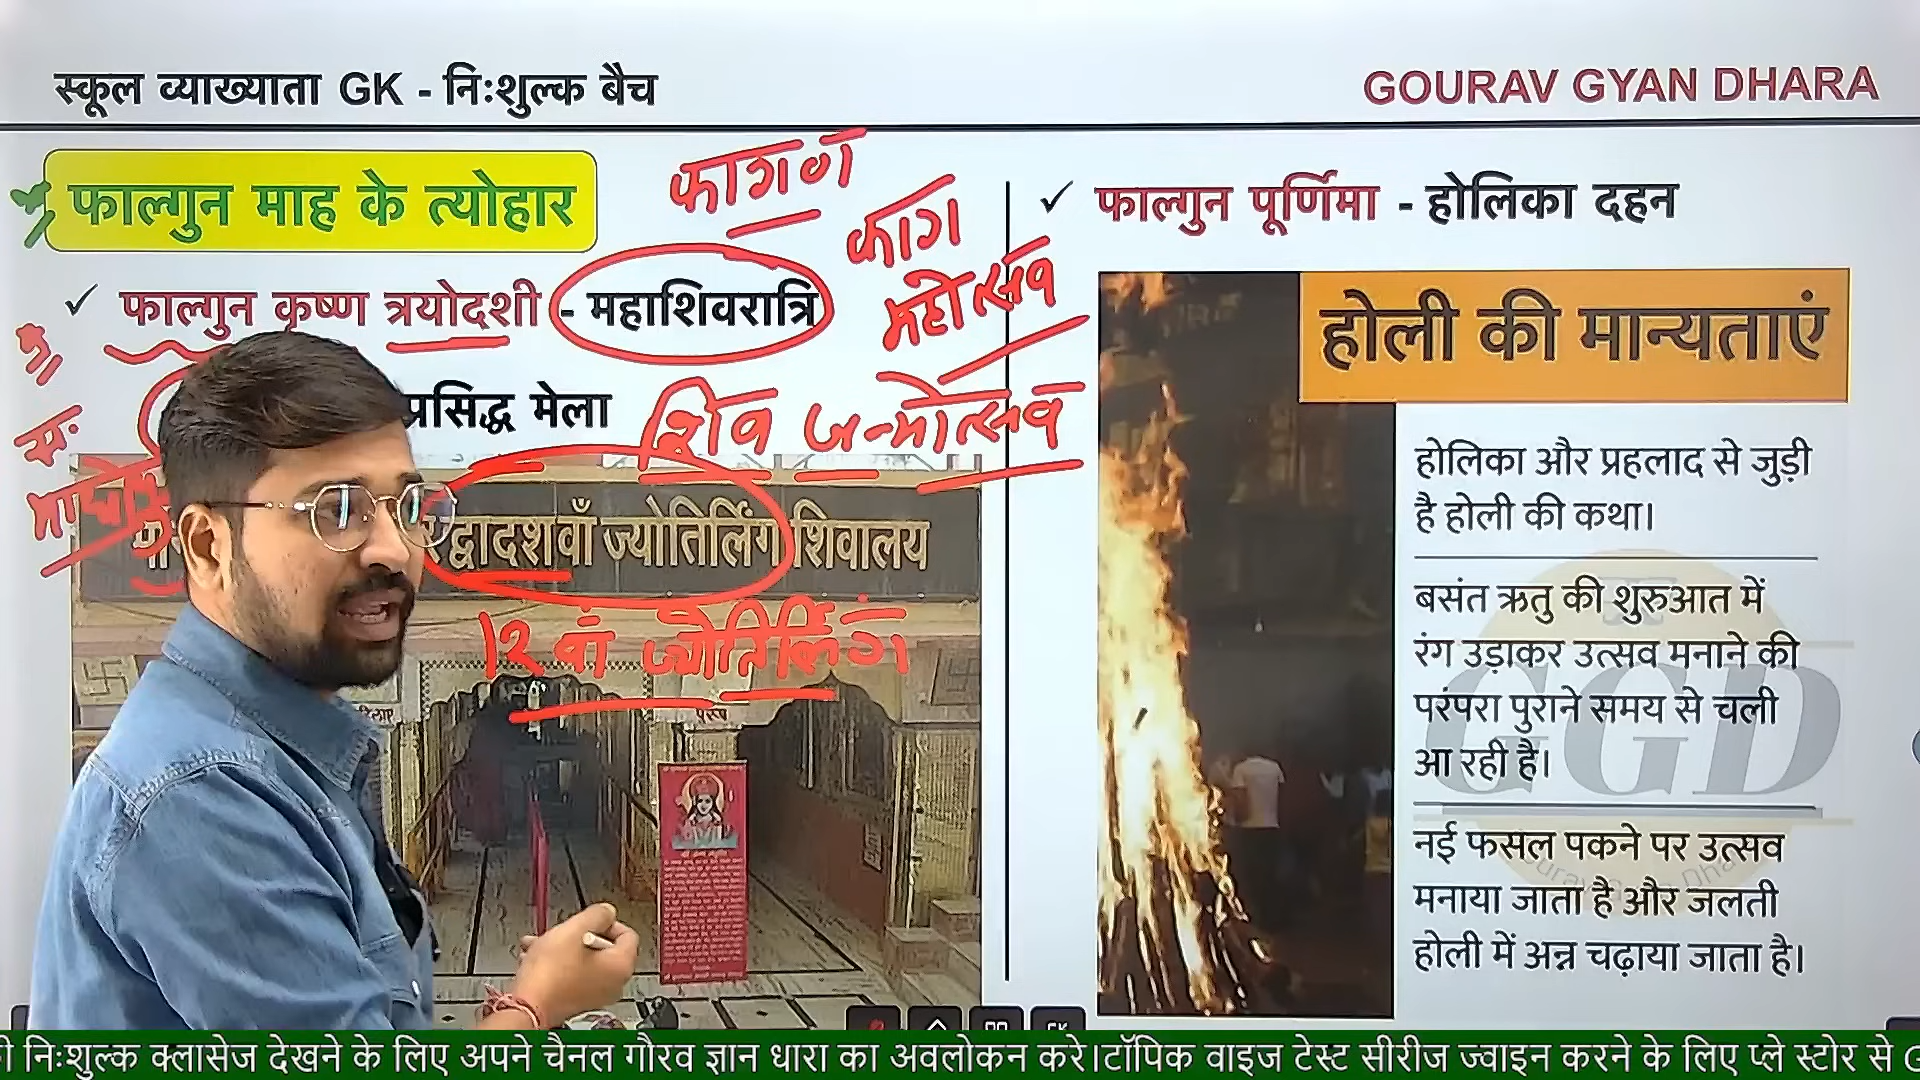 स्कूल व्याख्याता GK - निःशुल्क बैच
GOURAV GYAN DHARA
फाल्गुन माह के त्योहार
फागण
फाग
महोत्सव
फाल्गुन कृष्ण त्रयोदशी - महाशिवरात्रि
प्रसिद्ध मेला
शिव जन्मोत्सव
द्वादशवाँ ज्योतिर्लिंग शिवालय
12 वां ज्योतिर्लिंग
पुरुष
✓ फाल्गुन पूर्णिमा - होलिका दहन
होली की मान्यताएं
होलिका और प्रहलाद से जुड़ी
है होली की कथा।
बसंत ऋतु की शुरुआत में
रंग उड़ाकर उत्सव मनाने की
परंपरा पुराने समय से चली
आ रही है।
नई फसल पकने पर उत्सव
मनाया जाता है और जलती
होली में अन्न चढ़ाया जाता है।
GGD
निःशुल्क क्लासेज देखने के लिए अपने चैनल गौरव ज्ञान धारा का अवलोकन करे।टॉपिक वाइज टेस्ट सीरीज ज्वाइन करने के लिए प्ले स्टोर से G